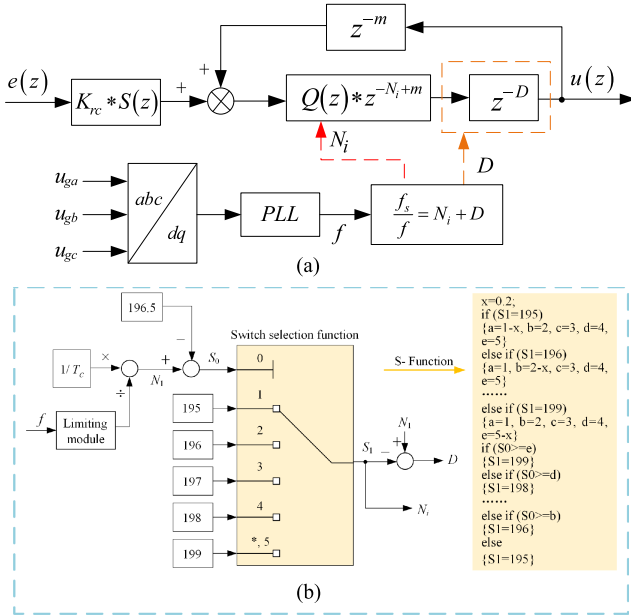 z^{-m}
e(z)
+
+
K_{rc}*S(z)
Q(z)*z^{-N_i+m}
z^{-D}
u(z)
N_i
D
u_{ga}
u_{gb}
u_{gc}
abc
dq
PLL
f
\frac{f_s}{f}=N_i+D
(a)
196.5
−
Switch selection function
1/T_c
×
÷
N_1
+
S_0
0
f
Limiting
module
195
1
196
2
197
3
198
4
199
*, 5
S_1
N_1
+
−
D
N_i
S- Function
x=0.2;
if (S1=195)
{a=1-x, b=2, c=3, d=4,
e=5}
else if (S1=196)
{a=1, b=2-x, c=3, d=4,
e=5}
······
else if (S1=199)
{a=1, b=2, c=3, d=4,
e=5-x}
if (S0>=e)
{S1=199}
else if (S0>=d)
{S1=198}
······
else if (S0>=b)
{S1=196}
else
{S1=195}
(b)